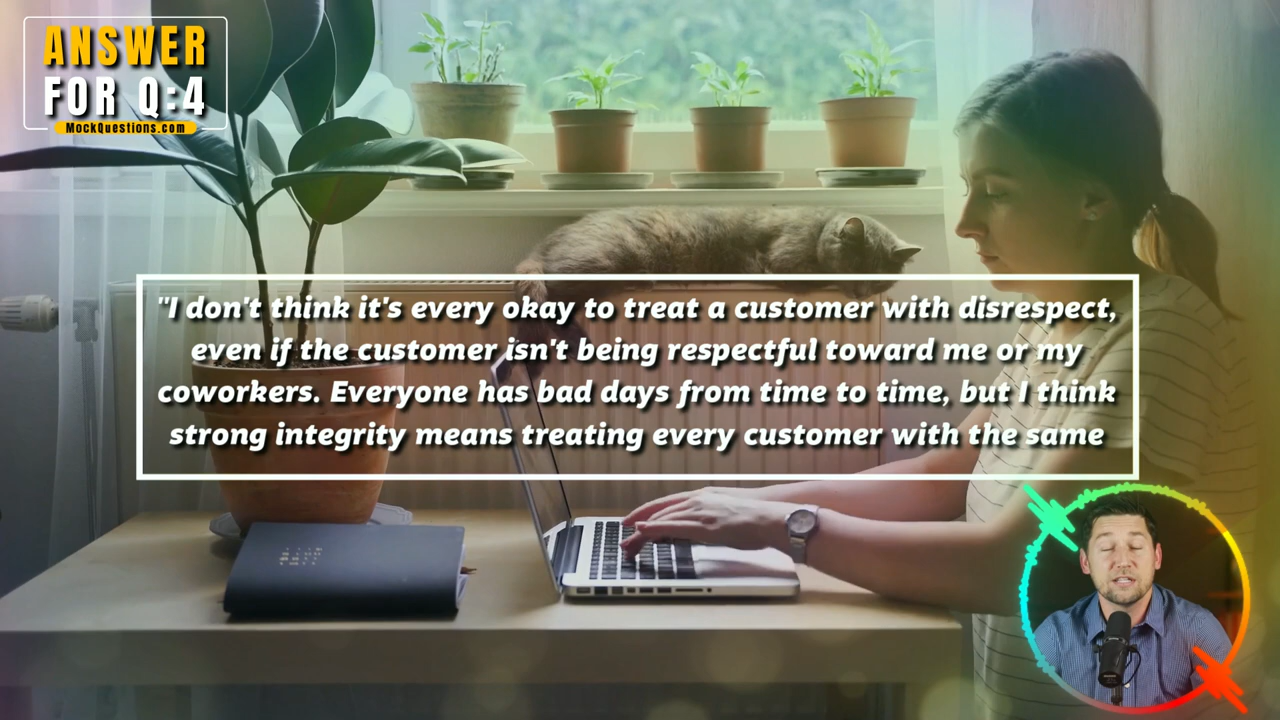 ANSWER
FOR Q:4
MockQuestions.com
"I don't think it's every okay to treat a customer with disrespect,
even if the customer isn't being respectful toward me or my
coworkers. Everyone has bad days from time to time, but I think
strong integrity means treating every customer with the same